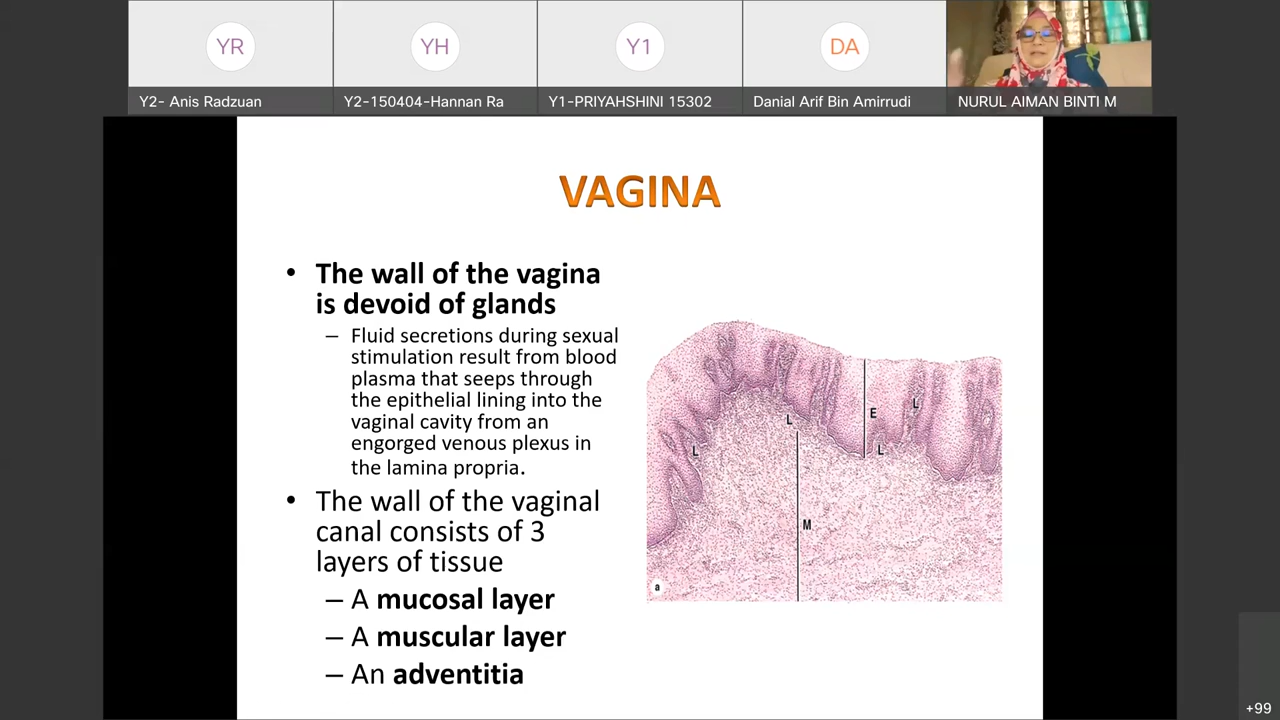 YR
YH
Y1
DA
Y2- Anis Radzuan
Y2-150404-Hannan Ra
Y1-PRIYAHSHINI 15302
Danial Arif Bin Amirrudi
NURUL AIMAN BINTI M
VAGINA
• The wall of the vagina
is devoid of glands
– Fluid secretions during sexual
stimulation result from blood
plasma that seeps through
the epithelial lining into the
vaginal cavity from an
engorged venous plexus in
the lamina propria.
• The wall of the vaginal
canal consists of 3
layers of tissue
– A mucosal layer
– A muscular layer
– An adventitia
L
L
E
L
L
M
a
+99